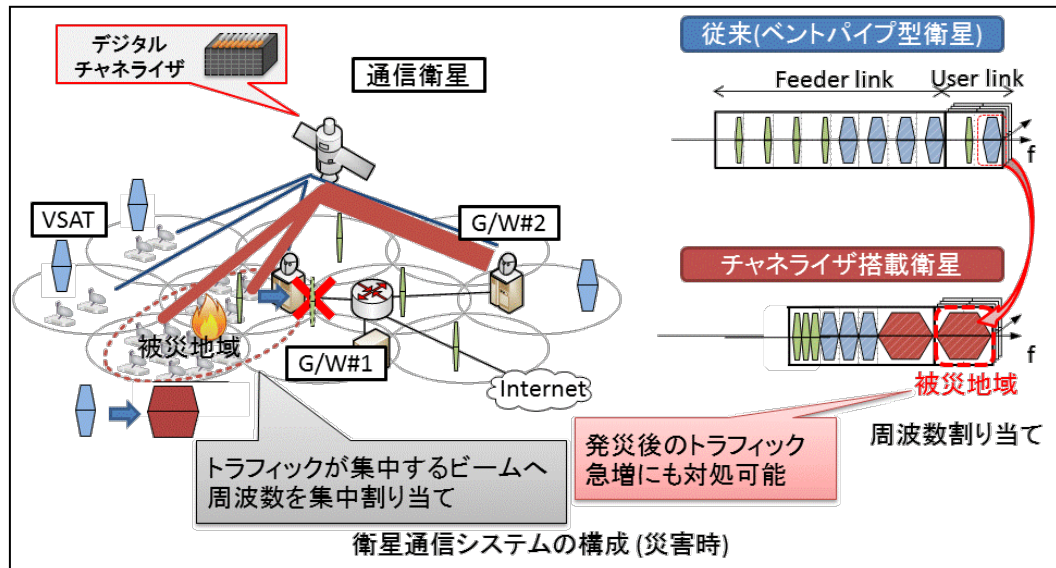 デジタル
チャネライザ
通信衛星
従来(ベントパイプ型衛星)
Feeder link
User link
f
VSAT
G/W#2
チャネライザ搭載衛星
被災地域
G/W#1
Internet
f
被災地域
周波数割り当て
トラフィックが集中するビームへ
周波数を集中割り当て
発災後のトラフィック
急増にも対処可能
衛星通信システムの構成 (災害時)